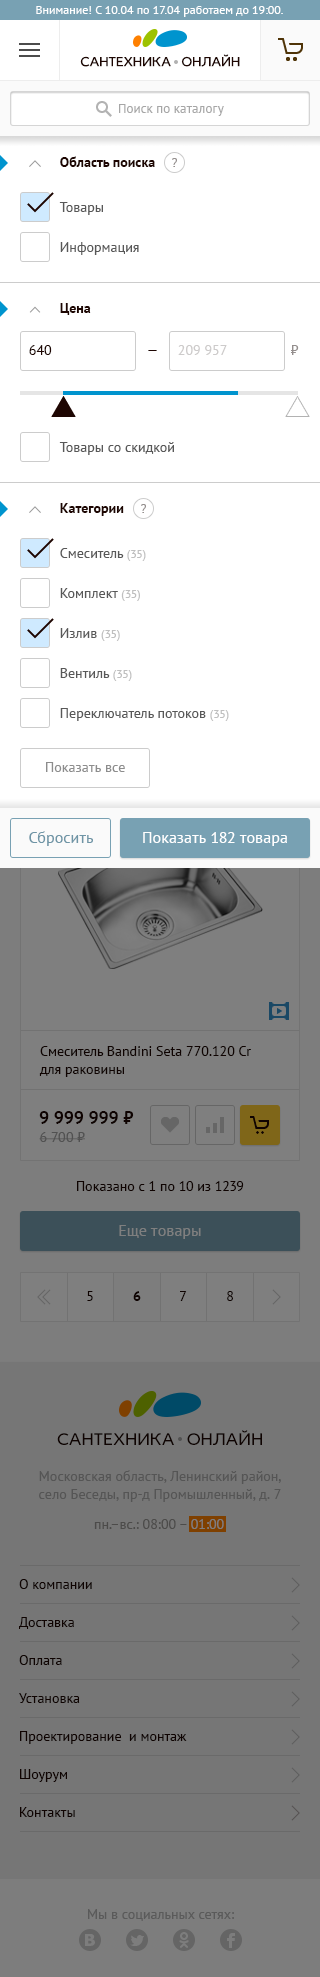 Внимание! С 10.04 по 17.04 работаем до 19:00.
САНТЕХНИКА • ОНЛАЙН
Поиск по каталогу
Область поиска ?
Товары
Информация
Цена
640 — 209 957 ₽
Товары со скидкой
Категории ?
Смеситель (35)
Комплект (35)
Излив (35)
Вентиль (35)
Переключатель потоков (35)
Показать все
Сбросить Показать 182 товара
Смеситель Bandini Seta 770.120 Cr
для раковины
9 999 999 ₽
6 700 ₽
Показано с 1 по 10 из 1239
Еще товары
5 6 7 8
САНТЕХНИКА • ОНЛАЙН
Московская область, Ленинский район,
село Беседы, пр-д Промышленный, д. 7
пн.–вс.: 08:00 – 01:00
О компании
Доставка
Оплата
Установка
Проектирование и монтаж
Шоурум
Контакты
Мы в социальных сетях: